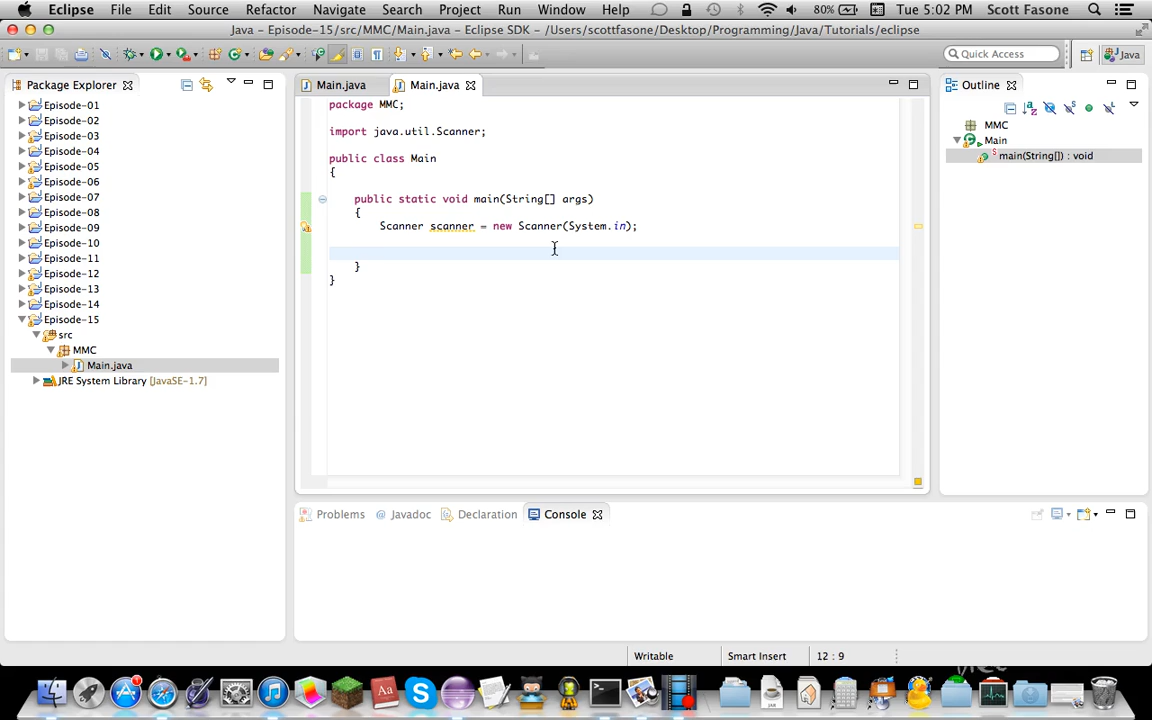 Eclipse File Edit Source Refactor Navigate Search Project Run Window Help 80% Tue 5:02 PM Scott Fasone
Java - Episode-15/src/MMC/Main.java - Eclipse SDK - /Users/scottfasone/Desktop/Programming/Java/Tutorials/eclipse
Quick Access Java
Package Explorer
Episode-01
Episode-02
Episode-03
Episode-04
Episode-05
Episode-06
Episode-07
Episode-08
Episode-09
Episode-10
Episode-11
Episode-12
Episode-13
Episode-14
Episode-15
src
MMC
Main.java
JRE System Library [JavaSE-1.7]
Main.java Main.java
package MMC;
import java.util.Scanner;
public class Main
{
public static void main(String[] args)
{
Scanner scanner = new Scanner(System.in);
}
}
Outline
MMC
Main
main(String[]) : void
Problems @ Javadoc Declaration Console
Writable Smart Insert 12 : 9